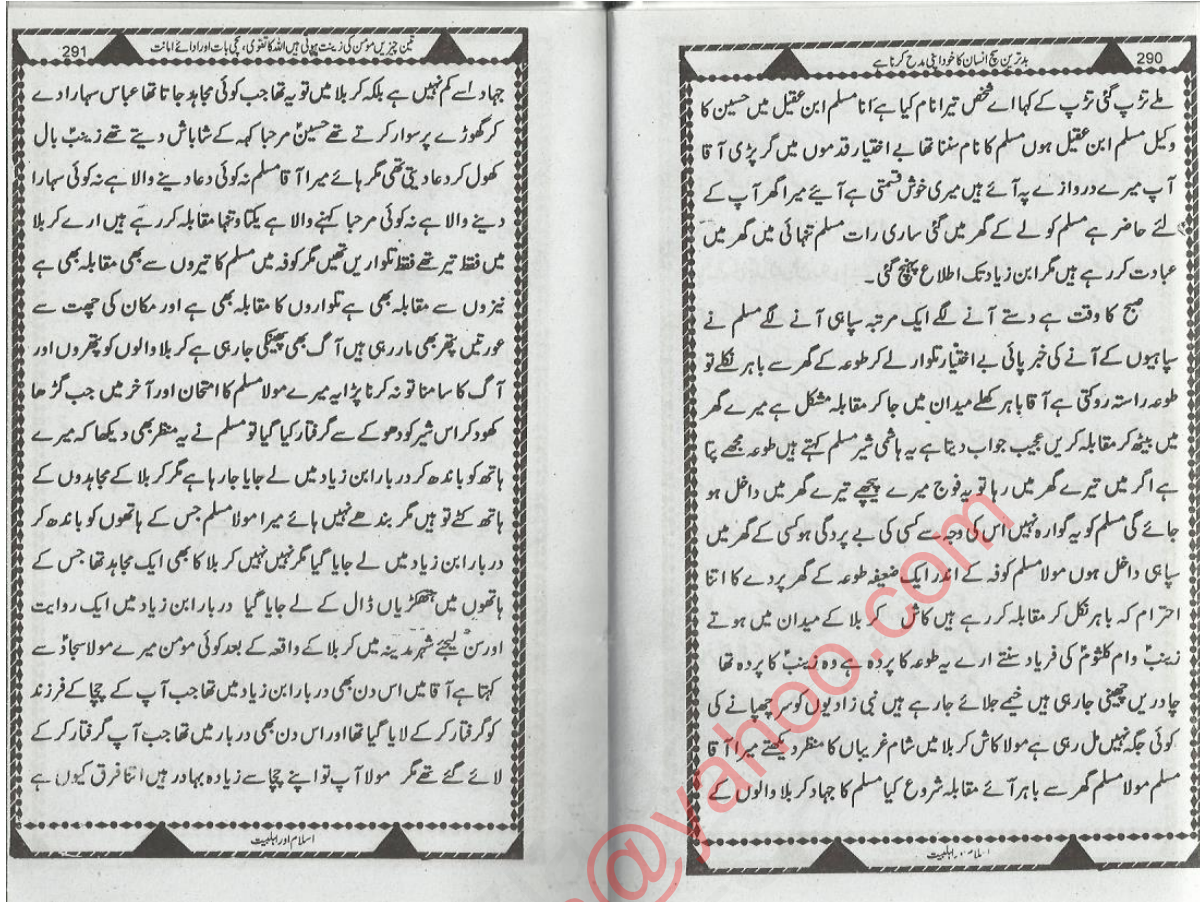 290
بدترین سچ انسان کا خود اپنی مدح کرنا ہے
ملے تڑپ گئی تڑپ کے کہا اے شخص تیرا نام کیا ہے اَنا مسلم ابن عقیل میں حسین کا
وکیل مسلم ابن عقیل ہوں مسلم کا نام سننا تھا بے اختیار قدموں میں گر پڑی آقا
آپ میرے دروازے پہ آئے ہیں میری خوش قسمتی ہے آیئے میرا گھر آپ کے
لئے حاضر ہے مسلم کو لے کے گھر میں گئی ساری رات مسلم تنہائی میں گھر میں
عبادت کر رہے ہیں مگر ابن زیاد تک اطلاع پہنچ گئی۔
صبح کا وقت ہے دستے آنے لگے ایک مرتبہ سپاہی آنے لگے مسلم نے
سپاہیوں کے آنے کی خبر پائی بے اختیار تلوار لے کر طوعہ کے گھر سے باہر نکلے تو
طوعہ راستہ روکتی ہے آقا باہر کھلے میدان میں جا کر مقابلہ مشکل ہے میرے گھر
میں بیٹھ کر مقابلہ کریں عجیب جواب دیتا ہے یہ ہاشمی شیر مسلم کہتے ہیں طوعہ مجھے پتا
ہے اگر میں تیرے گھر میں رہا تو یہ فوج میرے پیچھے تیرے گھر میں داخل ہو
جائے گی مسلم کو یہ گوارہ نہیں اس کی وجہ سے کسی کی بے پردگی ہو کسی کے گھر میں
سپاہی داخل ہوں مولا مسلم کوفہ کے اندر ایک ضعیفہ طوعہ کے گھر پردے کا اتنا
احترام کہ باہر نکل کر مقابلہ کر رہے ہیں کاش کربلا کے میدان میں ہوتے
زینبؑ و ام کلثومؑ کی فریاد سنتے ارے یہ طوعہ کا پردہ ہے وہ زینبؑ کا پردہ تھا
چادریں چھینی جا رہی ہیں خیمے جلائے جا رہے ہیں نبی زادیوں کو سر چھپانے کی
کوئی جگہ نہیں مل رہی ہے مولا کاش کربلا میں شام غریباں کا منظر دیکھتے میرا آقا
مسلم مولا مسلم گھر سے باہر آئے مقابلہ شروع کیا مسلم کا جہاد کربلا والوں کے
اسلام اور اہلبیت
291
تین چیزیں مومن کی زینت ہوتی ہیں اللہ کا تقویٰ، سچی بات اور ادائے امانت
جہاد سے کم نہیں ہے بلکہ کربلا میں تو یہ تھا جب کوئی مجاہد جاتا تھا عباس سہارا دے
کر گھوڑے پر سوار کرتے تھے حسینؑ مرحبا کہہ کے شاباش دیتے تھے زینبؑ بال
کھول کر دعا دیتی تھی مگر ہائے میرا آقا مسلم نہ کوئی دعا دینے والا ہے نہ کوئی سہارا
دینے والا ہے نہ کوئی مرحبا کہنے والا ہے یکتا و تنہا مقابلہ کر رہے ہیں ارے کربلا
میں فقط تیر تھے فقط تلواریں تھیں مگر کوفہ میں مسلم کا تیروں سے بھی مقابلہ بھی ہے
نیزوں سے مقابلہ بھی ہے تلواروں کا مقابلہ بھی ہے اور مکان کی چھت سے
عورتیں پتھر بھی مار رہی ہیں آگ بھی پھینکی جا رہی ہے کربلا والوں کو پتھروں اور
آگ کا سامنا تو نہ کرنا پڑا یہ میرے مولا مسلم کا امتحان اور آخر میں جب گڑھا
کھود کر اس شیر کو دھوکے سے گرفتار کیا گیا تو مسلم نے یہ منظر بھی دیکھا کہ میرے
ہاتھ کو باندھ کر دربار ابن زیاد میں لے جایا جا رہا ہے مگر کربلا کے مجاہدوں کے
ہاتھ کٹے تو ہیں مگر بندھے نہیں ہائے میرا مولا مسلم جس کے ہاتھوں کو باندھ کر
دربار ابن زیاد میں لے جایا گیا مگر نہیں نہیں کربلا کا بھی ایک مجاہد تھا جس کے
ہاتھوں میں ہتھکڑیاں ڈال کے لے جایا گیا دربار ابن زیاد میں ایک روایت
اور سن لیجئے شہر مدینہ میں کربلا کے واقعہ کے بعد کوئی مومن میرے مولا سجادؑ سے
کہتا ہے آقا میں اس دن بھی دربار ابن زیاد میں تھا جب آپ کے چچا کے فرزند
کو گرفتار کر کے لایا گیا تھا اور اس دن بھی دربار میں تھا جب آپ گرفتار کر کے
لائے گئے تھے مگر مولا آپ تو اپنے چچا سے زیادہ بہادر ہیں اتنا فرق کیوں ہے
اسلام اور اہلبیت
@yahoo.com